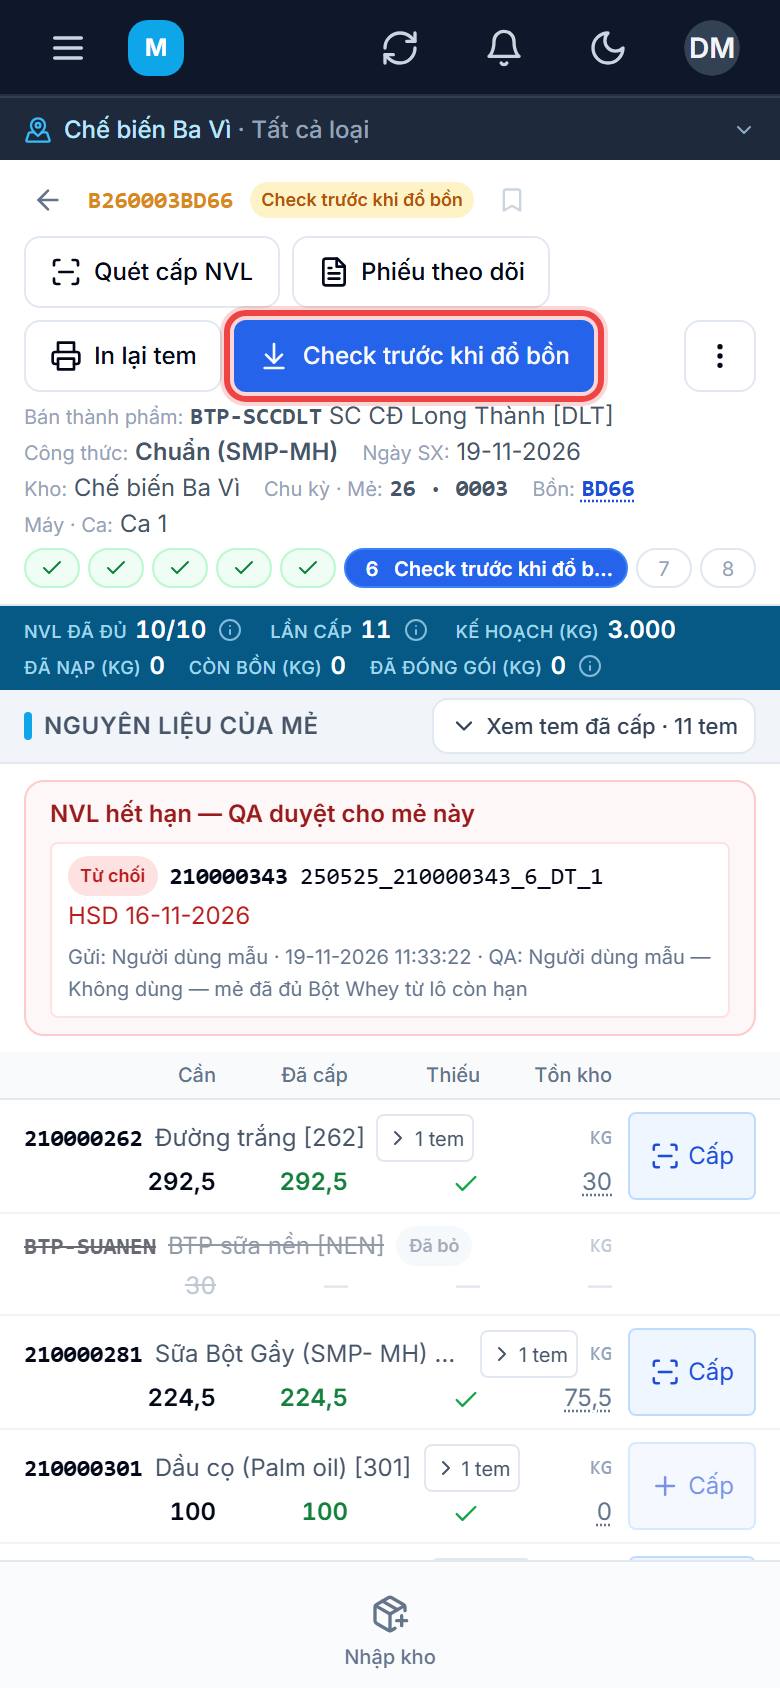 M
DM
Chế biến Ba Vì · Tất cả loại
B260003BD66 Check trước khi đổ bồn
Quét cấp NVL Phiếu theo dõi
In lại tem Check trước khi đổ bồn
Bán thành phẩm: BTP-SCCDLT SC CĐ Long Thành [DLT]
Công thức: Chuẩn (SMP-MH) Ngày SX: 19-11-2026
Kho: Chế biến Ba Vì Chu kỳ · Mẻ: 26 · 0003 Bồn: BD66
Máy · Ca: Ca 1
6 Check trước khi đổ b... 7 8
NVL ĐÃ ĐỦ 10/10 LẦN CẤP 11 KẾ HOẠCH (KG) 3.000
ĐÃ NẠP (KG) 0 CÒN BỒN (KG) 0 ĐÃ ĐÓNG GÓI (KG) 0
NGUYÊN LIỆU CỦA MẺ Xem tem đã cấp · 11 tem
NVL hết hạn — QA duyệt cho mẻ này
Từ chối 210000343 250525_210000343_6_DT_1
HSD 16-11-2026
Gửi: Người dùng mẫu · 19-11-2026 11:33:22 · QA: Người dùng mẫu —
Không dùng — mẻ đã đủ Bột Whey từ lô còn hạn
Cần Đã cấp Thiếu Tồn kho
210000262 Đường trắng [262] 1 tem KG Cấp
292,5 292,5 30
BTP-SUANEN BTP sữa nền [NEN] Đã bỏ KG
30 — — —
210000281 Sữa Bột Gầy (SMP- MH) ... 1 tem KG Cấp
224,5 224,5 75,5
210000301 Dầu cọ (Palm oil) [301] 1 tem KG Cấp
100 100 0
Nhập kho